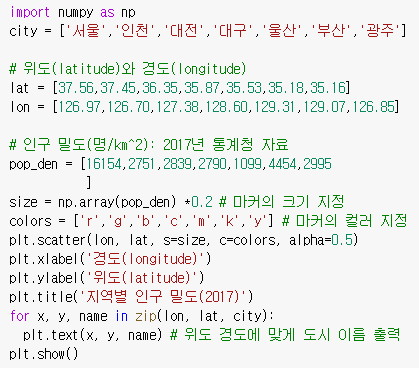 import numpy as np
city = ['서울','인천','대전','대구','울산','부산','광주']
# 위도(latitude)와 경도(longitude)
lat = [37.56,37.45,36.35,35.87,35.53,35.18,35.16]
lon = [126.97,126.70,127.38,128.60,129.31,129.07,126.85]
# 인구 밀도(명/km^2): 2017년 통계청 자료
pop_den = [16154,2751,2839,2790,1099,4454,2995
]
size = np.array(pop_den) *0.2 # 마커의 크기 지정
colors = ['r','g','b','c','m','k','y'] # 마커의 컬러 지정
plt.scatter(lon, lat, s=size, c=colors, alpha=0.5)
plt.xlabel('경도(longitude)')
plt.ylabel('위도(latitude)')
plt.title('지역별 인구 밀도(2017)')
for x, y, name in zip(lon, lat, city):
plt.text(x, y, name) # 위도 경도에 맞게 도시 이름 출력
plt.show()